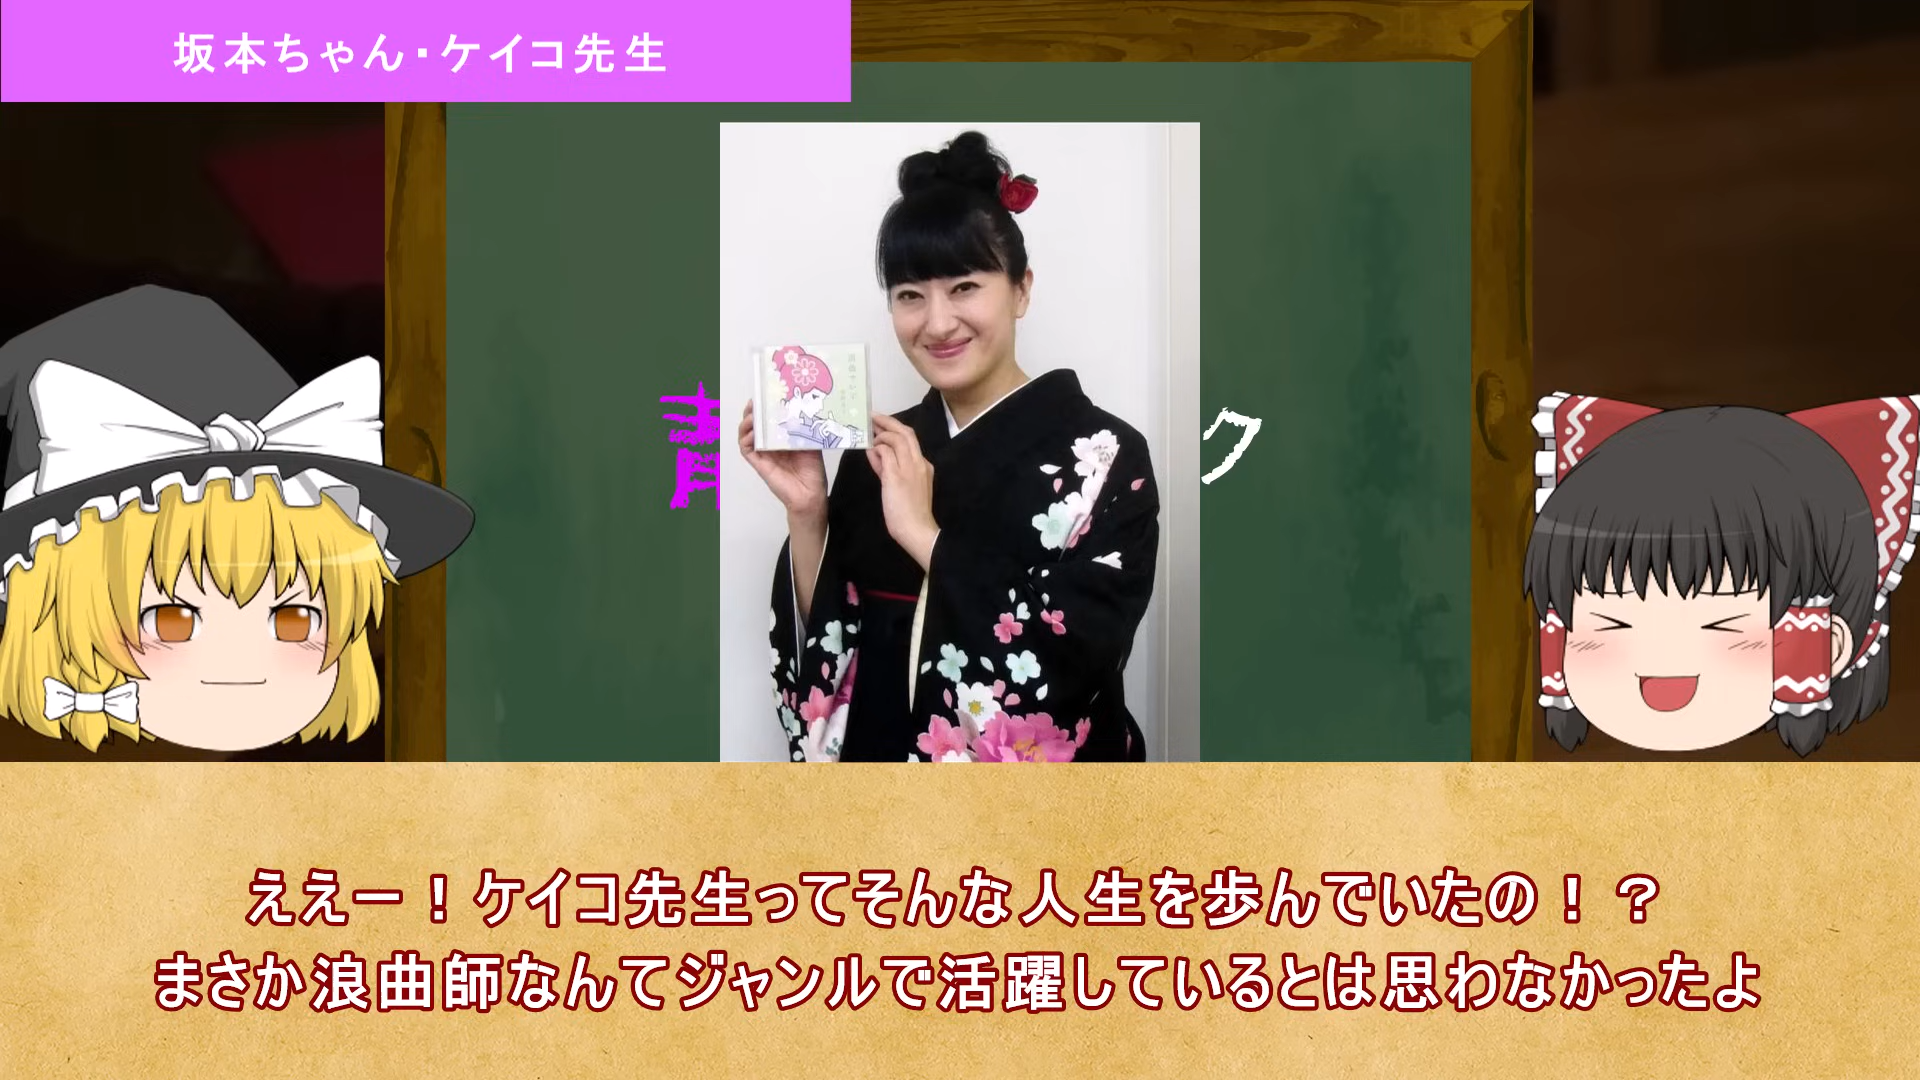 坂本ちゃん・ケイコ先生
ク
ええー！ケイコ先生ってそんな人生を歩んでいたの！？
まさか浪曲師なんてジャンルで活躍しているとは思わなかったよ